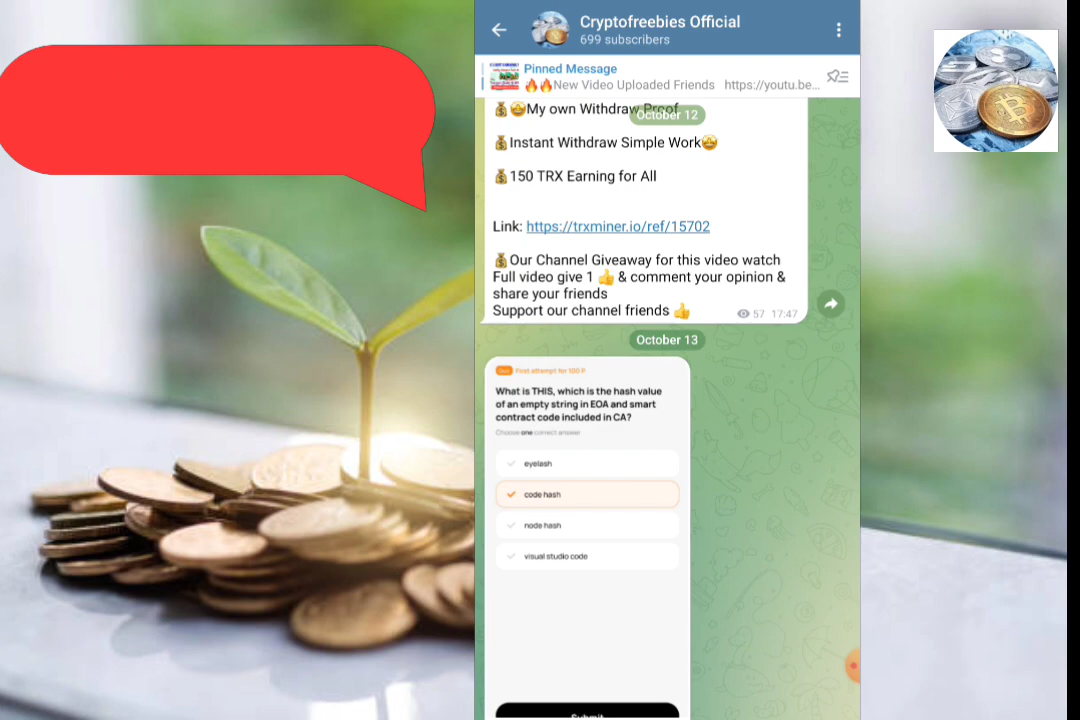 Cryptofreebies Official
699 subscribers
Pinned Message
🔥🔥New Video Uploaded Friends https://youtu.be...
💰🤩My own Withdraw Proof
October 12
💰Instant Withdraw Simple Work🤩
💰150 TRX Earning for All
Link: https://trxminer.io/ref/15702
💰Our Channel Giveaway for this video watch
Full video give 1 👍 & comment your opinion &
share your friends
Support our channel friends 👍
57 17:47
October 13
Quiz First attempt for 100 P
What is THIS, which is the hash value
of an empty string in EOA and smart
contract code included in CA?
Choose one correct answer
eyelash
code hash
node hash
visual studio code
Submit